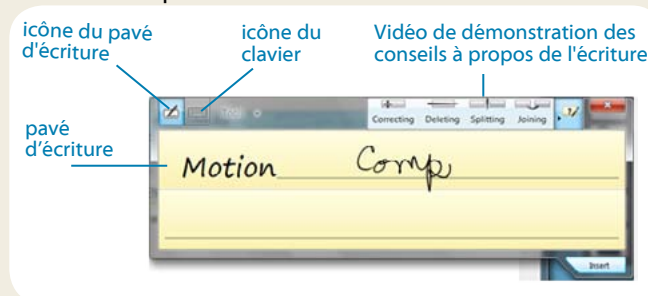 icône du pavé d'écriture
icône du clavier
Vidéo de démonstration des conseils à propos de l'écriture
Tools
Correcting Deleting Splitting Joining
pavé d'écriture
Motion Comp
Insert